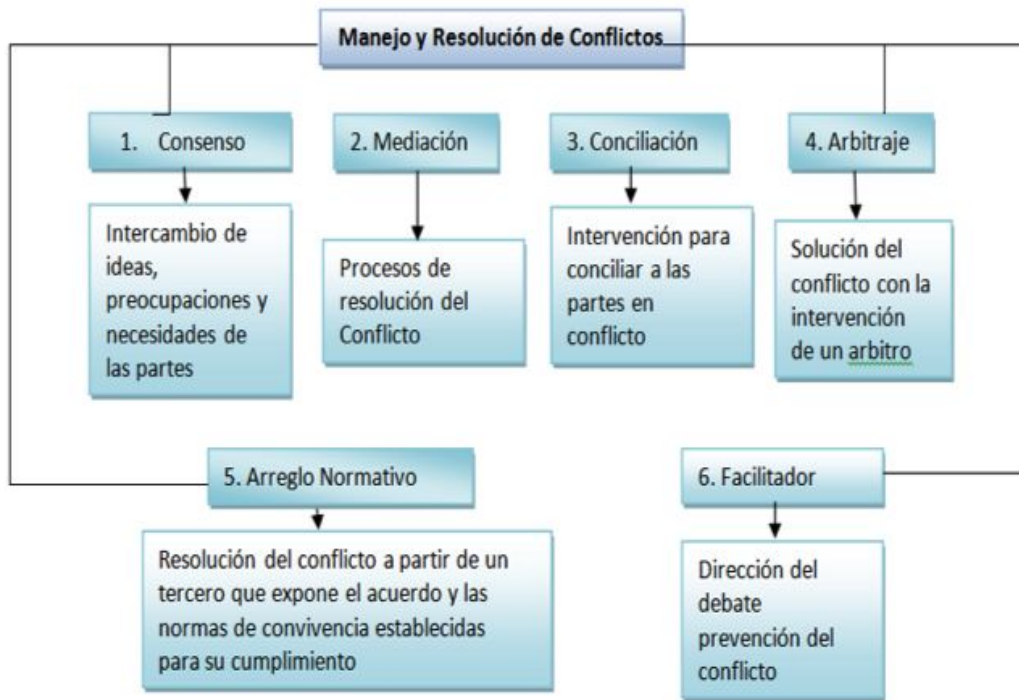 Manejo y Resolución de Conflictos
1. Consenso
Intercambio de
ideas,
preocupaciones y
necesidades de
las partes
2. Mediación
Procesos de
resolución del
Conflicto
3. Conciliación
Intervención para
conciliar a las
partes en
conflicto
4. Arbitraje
Solución del
conflicto con la
intervención
de un arbitro
5. Arreglo Normativo
Resolución del conflicto a partir de un
tercero que expone el acuerdo y las
normas de convivencia establecidas
para su cumplimiento
6. Facilitador
Dirección del
debate
prevención del
conflicto